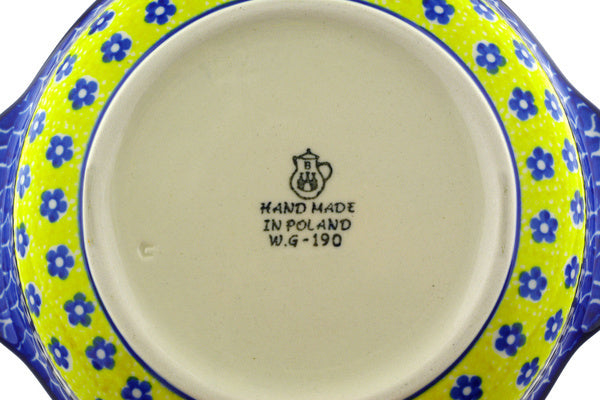 B
HAND MADE
IN POLAND
W.G-190